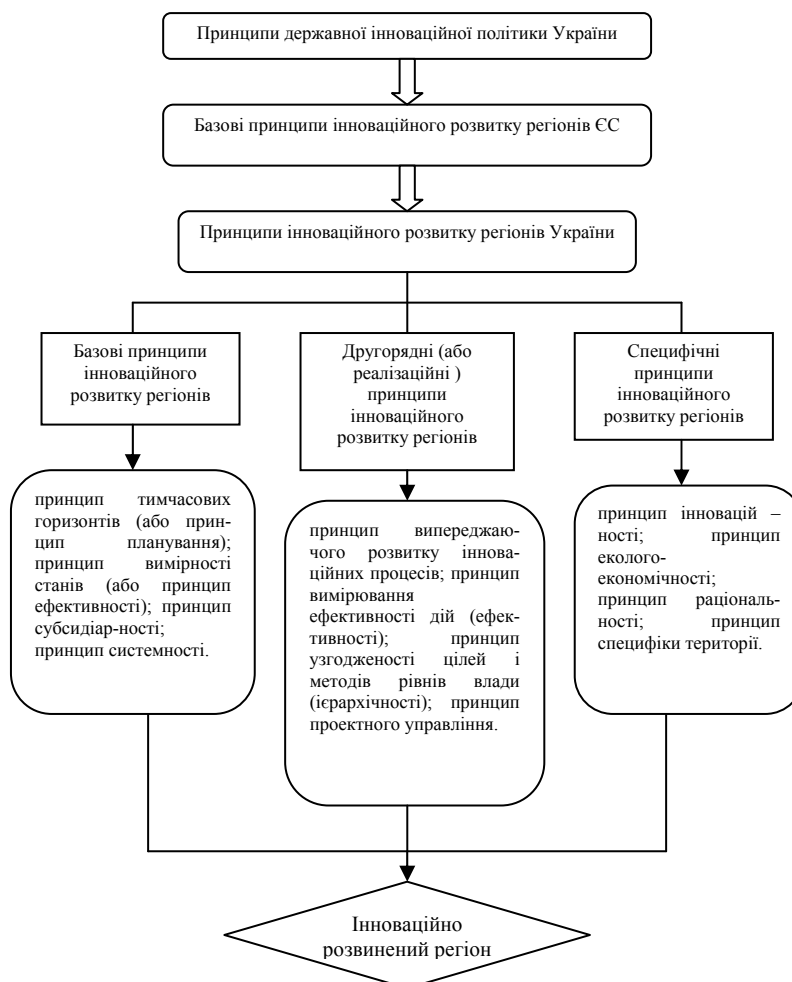 Принципи державної інноваційної політики України
Базові принципи інноваційного розвитку регіонів ЄС
Принципи інноваційного розвитку регіонів України
Базові принципи
інноваційного
розвитку регіонів
Другорядні (або
реалізаційні )
принципи
інноваційного
розвитку регіонів
Специфічні
принципи
інноваційного
розвитку регіонів
принцип тимчасових
горизонтів (або прин-
цип планування);
принцип вимірності
станів (або принцип
ефективності); принцип
субсидіар-ності;
принцип системності.
принцип випереджаю-
чого розвитку іннова-
ційних процесів; принцип
вимірювання
ефективності дій (ефек-
тивності); принцип
узгодженості цілей і
методів рівнів влади
(ієрархічності); принцип
проектного управління.
принцип інновацій –
ності; принцип
еколого-
економічності;
принцип раціональ-
ності; принцип
специфіки території.
Інноваційно
розвинений регіон